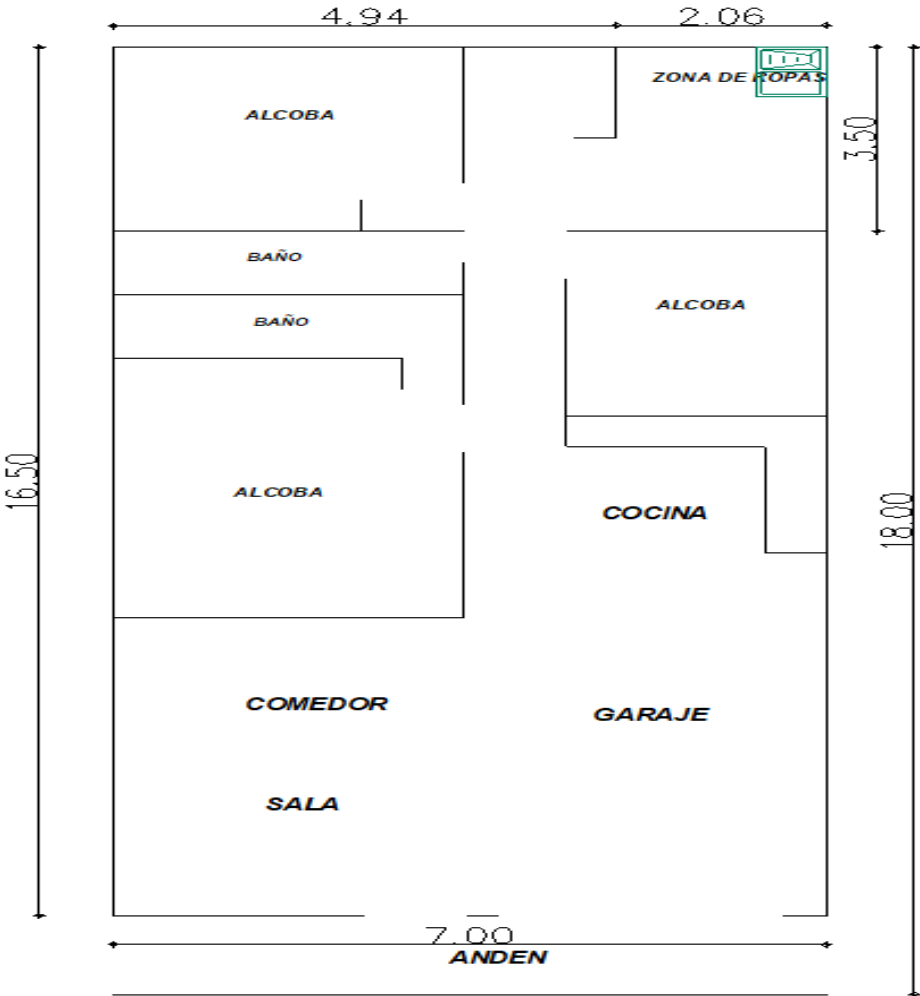 4.94
2.06
ZONA DE ROPAS
ALCOBA
3.50
BAÑO
ALCOBA
BAÑO
16.50
ALCOBA
COCINA
18.00
COMEDOR
GARAJE
SALA
7.00
ANDEN